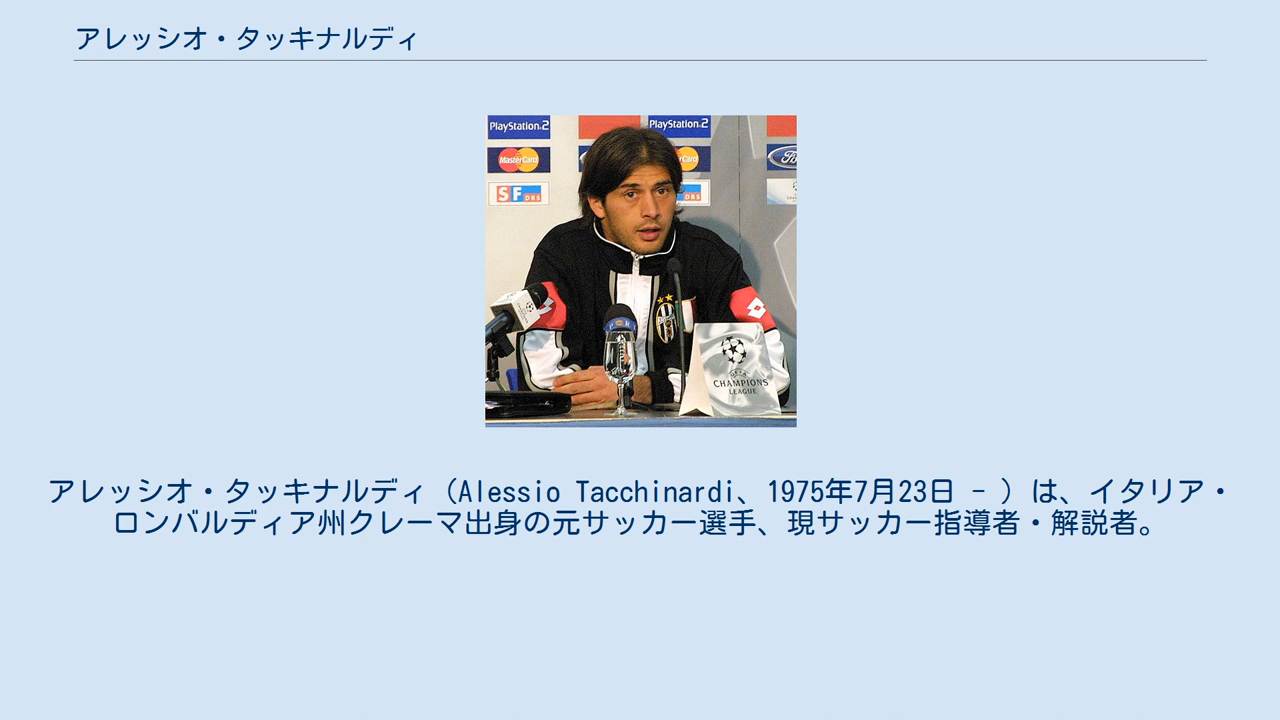 アレッシオ・タッキナルディ
PlayStation.2
PlayStation.2
MasterCard
Ford
SF DRS
DRS
UEFA
CHAMPIONS
LEAGUE
アレッシオ・タッキナルディ（Alessio Tacchinardi、1975年7月23日 - ）は、イタリア・
ロンバルディア州クレーマ出身の元サッカー選手、現サッカー指導者・解説者。